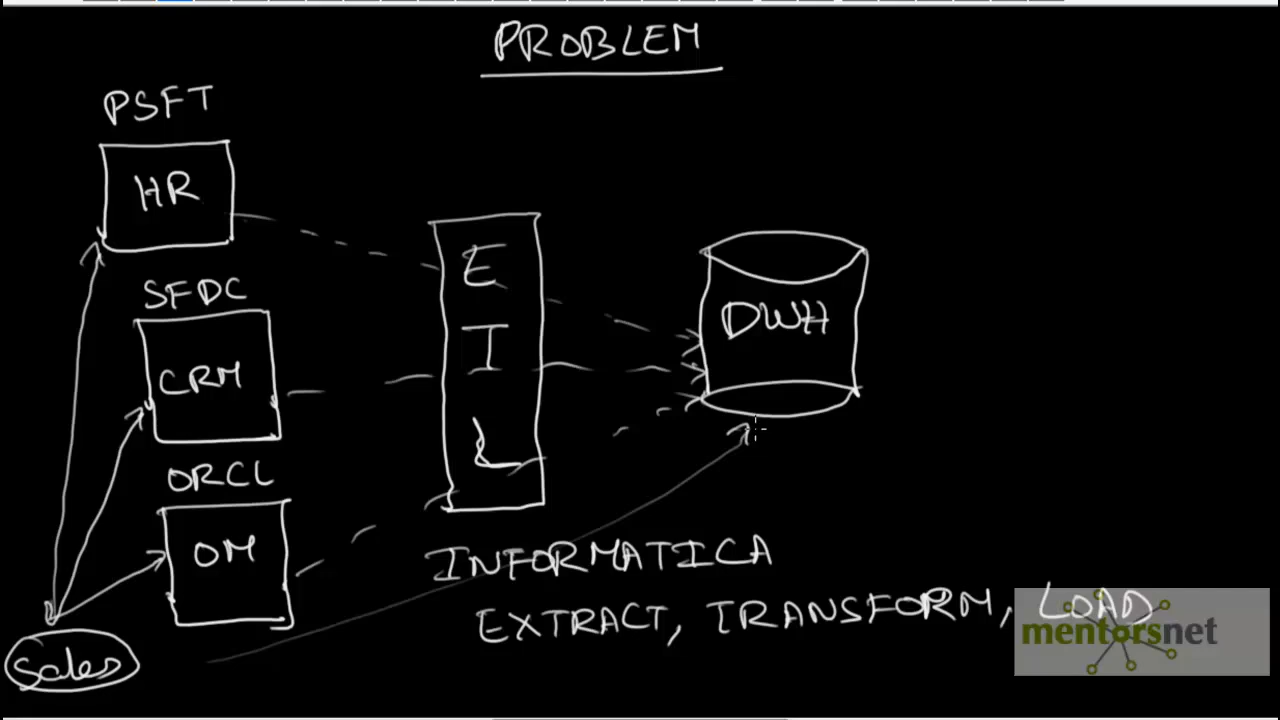 PROBLEM
PSFT
HR
SFDC
CRM
ORCL
OM
Sales
E
T
L
DWH
INFORMATICA
EXTRACT, TRANSFORM, LOAD
mentorsnet